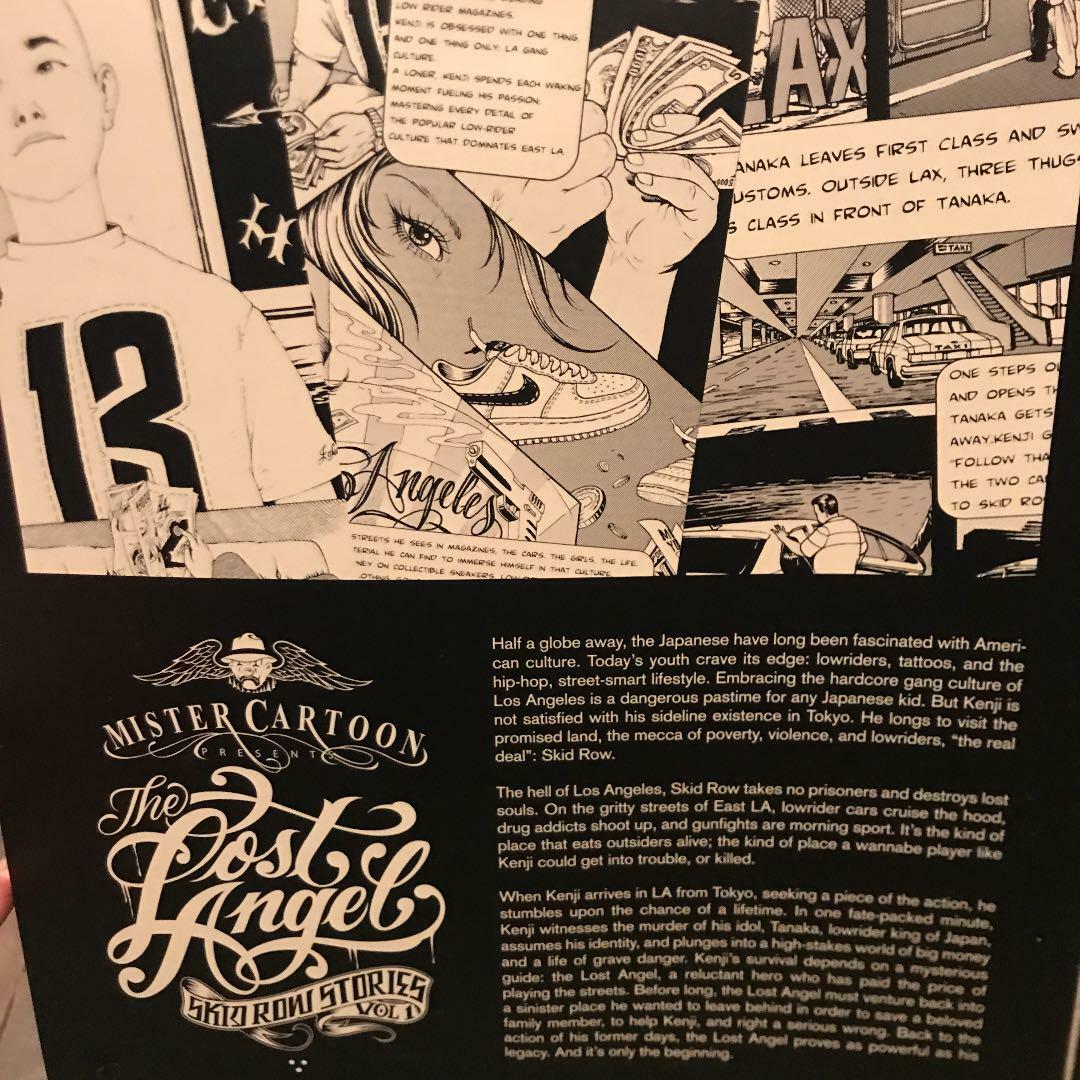 LOW RIDER MAGAZINES.
KENJI IS OBSESSED WITH ONE THING,
AND ONE THING ONLY: LA GANG
CULTURE.
A LONER, KENJI SPENDS EACH WAKING
MOMENT FUELING HIS PASSION:
MASTERING EVERY DETAIL OF
THE POPULAR LOW-RIDER
CULTURE THAT DOMINATES EAST LA.
LAX
ANAKA LEAVES FIRST CLASS AND SW
USTOMS. OUTSIDE LAX, THREE THUGS
S CLASS IN FRONT OF TANAKA.
TAXI
TAXI
13
ONE STEPS O
AND OPENS TH
TANAKA GETS
AWAY. KENJI G
"FOLLOW THA
THE TWO CA
TO SKID RO
Angeles
STREETS HE SEES IN MAGAZINES, THE CARS, THE GIRLS, THE LIFE.
TERIAL HE CAN FIND TO IMMERSE HIMSELF IN THAT CULTURE,
NEY ON COLLECTIBLE SNEAKERS,
MISTER CARTOON
PRESENTS
The
Lost
Angel
SKID ROW STORIES
VOL 1
Half a globe away, the Japanese have long been fascinated with Ameri-
can culture. Today's youth crave its edge: lowriders, tattoos, and the
hip-hop, street-smart lifestyle. Embracing the hardcore gang culture of
Los Angeles is a dangerous pastime for any Japanese kid. But Kenji is
not satisfied with his sideline existence in Tokyo. He longs to visit the
promised land, the mecca of poverty, violence, and lowriders, "the real
deal": Skid Row.
The hell of Los Angeles, Skid Row takes no prisoners and destroys lost
souls. On the gritty streets of East LA, lowrider cars cruise the hood,
drug addicts shoot up, and gunfights are morning sport. It's the kind of
place that eats outsiders alive; the kind of place a wannabe player like
Kenji could get into trouble, or killed.
When Kenji arrives in LA from Tokyo, seeking a piece of the action, he
stumbles upon the chance of a lifetime. In one fate-packed minute,
Kenji witnesses the murder of his idol, Tanaka, lowrider king of Japan,
assumes his identity, and plunges into a high-stakes world of big money
and a life of grave danger. Kenji's survival depends on a mysterious
guide: the Lost Angel, a reluctant hero who has paid the price of
playing the streets. Before long, the Lost Angel must venture back into
a sinister place he wanted to leave behind in order to save a beloved
family member, to help Kenji, and right a serious wrong. Back to the
action of his former days, the Lost Angel proves as powerful as his
legacy. And it's only the beginning.